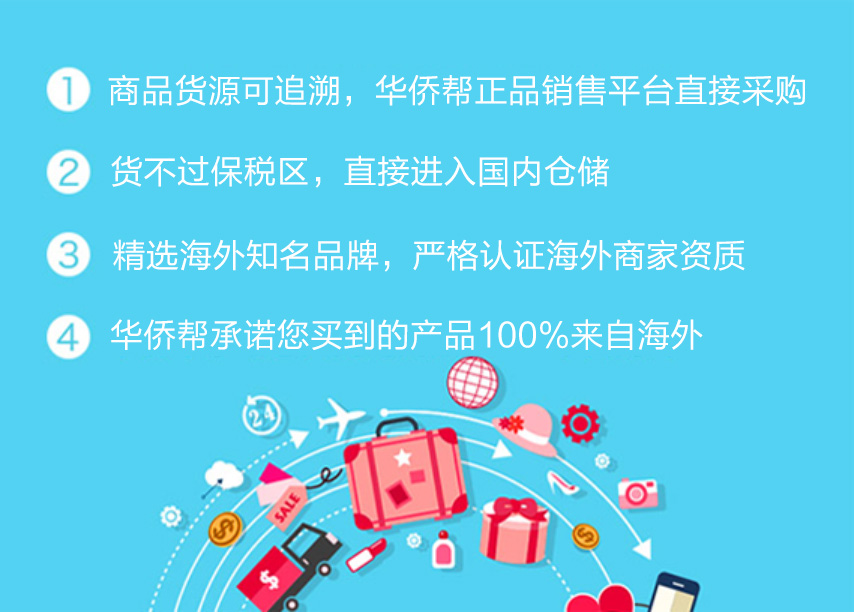 1 商品货源可追溯，华侨帮正品销售平台直接采购
2 货不过保税区，直接进入国内仓储
3 精选海外知名品牌，严格认证海外商家资质
4 华侨帮承诺您买到的产品100%来自海外
24
SALE
$
$
$